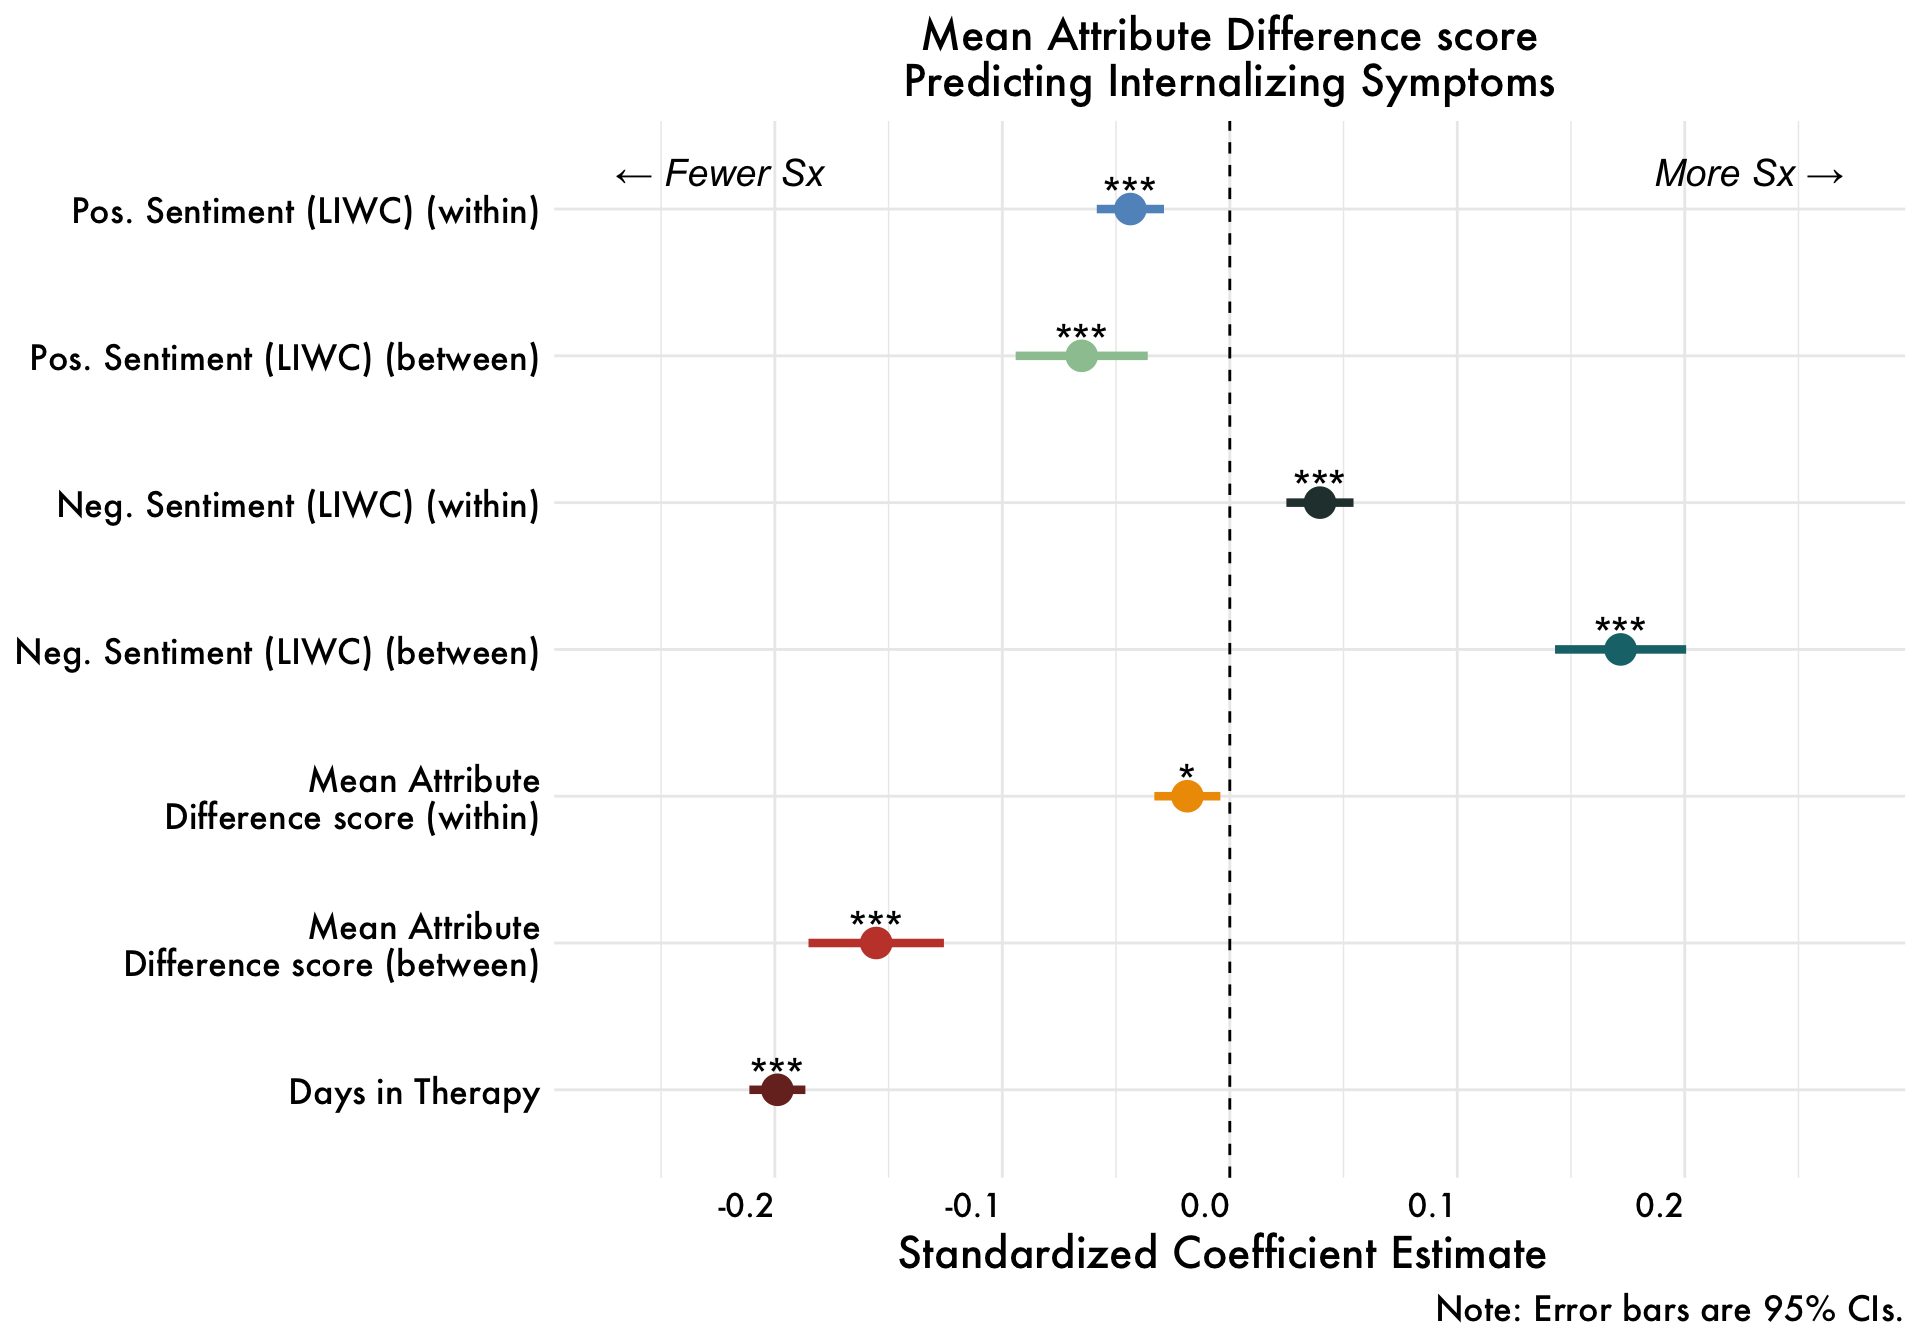 Mean Attribute Difference score
Predicting Internalizing Symptoms
← Fewer Sx
More Sx →
Pos. Sentiment (LIWC) (within)
***
Pos. Sentiment (LIWC) (between)
***
Neg. Sentiment (LIWC) (within)
***
Neg. Sentiment (LIWC) (between)
***
Mean Attribute
Difference score (within)
*
Mean Attribute
Difference score (between)
***
Days in Therapy
***
-0.2
-0.1
0.0
0.1
0.2
Standardized Coefficient Estimate
Note: Error bars are 95% CIs.